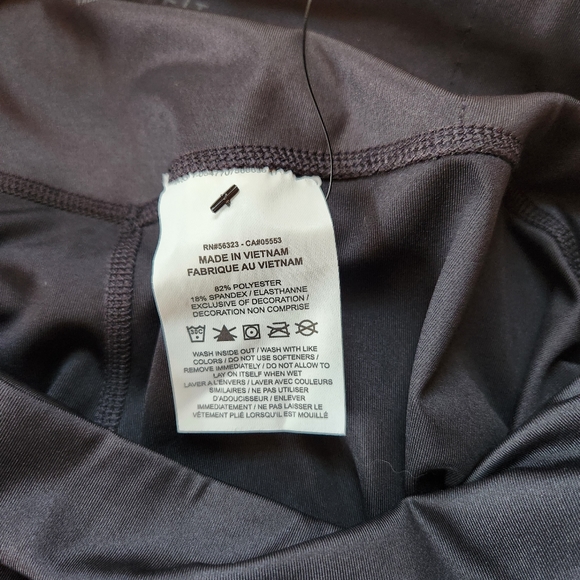 RN#56323 - CA#05553
MADE IN VIETNAM
FABRIQUE AU VIETNAM
82% POLYESTER
18% SPANDEX / ELASTHANNE
EXCLUSIVE OF DECORATION /
DECORATION NON COMPRISE
WASH INSIDE OUT / WASH WITH LIKE
COLORS / DO NOT USE SOFTENERS /
REMOVE IMMEDIATELY / DO NOT ALLOW TO
LAY ON ITSELF WHEN WET
LAVER A L'ENVERS / LAVER AVEC COULEURS
SIMILAIRES / NE PAS UTILISER
D'ADOUCISSEUR / ENLEVER
IMMEDIATEMENT / NE PAS LAISSER LE
VÊTEMENT PLIÉ LORSQU'IL EST MOUILLÉ